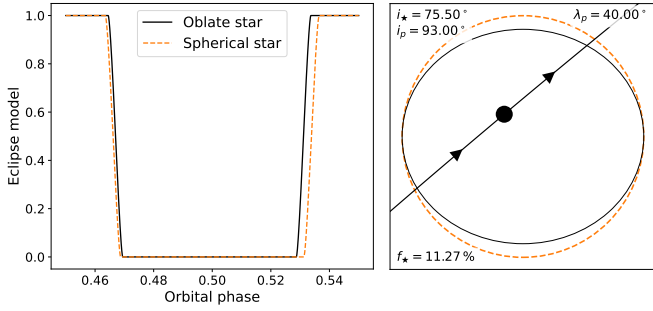 Eclipse model
1.0
0.8
0.6
0.4
0.2
0.0
Oblate star
Spherical star
0.46 0.48 0.50 0.52 0.54
Orbital phase
i⋆ = 75.50°
i_p = 93.00°
λ_p = 40.00°
f⋆ = 11.27 %